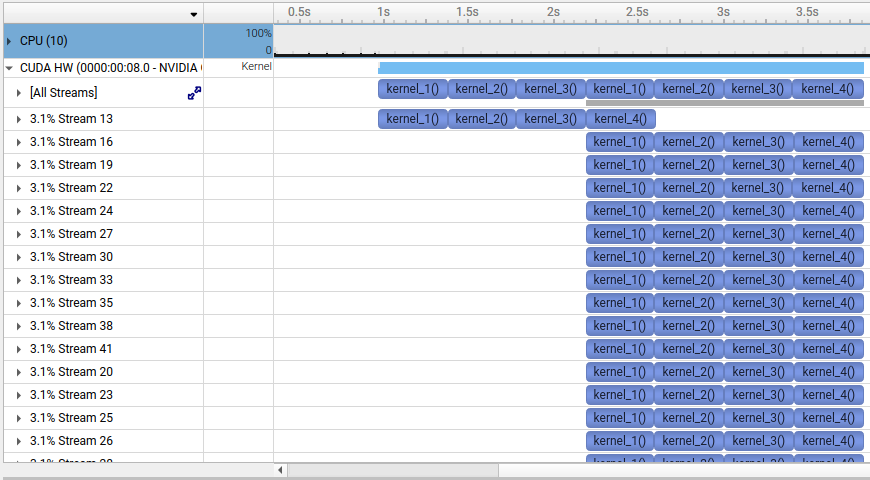 0.5s 1s 1.5s 2s 2.5s 3s 3.5s
CPU (10) 100%
0
CUDA HW (0000:00:08.0 - NVIDIA Kernel
[All Streams] kernel_1() kernel_2() kernel_3() kernel_1() kernel_2() kernel_3() kernel_4()
3.1% Stream 13 kernel_1() kernel_2() kernel_3() kernel_4()
3.1% Stream 16 kernel_1() kernel_2() kernel_3() kernel_4()
3.1% Stream 19 kernel_1() kernel_2() kernel_3() kernel_4()
3.1% Stream 22 kernel_1() kernel_2() kernel_3() kernel_4()
3.1% Stream 24 kernel_1() kernel_2() kernel_3() kernel_4()
3.1% Stream 27 kernel_1() kernel_2() kernel_3() kernel_4()
3.1% Stream 30 kernel_1() kernel_2() kernel_3() kernel_4()
3.1% Stream 33 kernel_1() kernel_2() kernel_3() kernel_4()
3.1% Stream 35 kernel_1() kernel_2() kernel_3() kernel_4()
3.1% Stream 38 kernel_1() kernel_2() kernel_3() kernel_4()
3.1% Stream 41 kernel_1() kernel_2() kernel_3() kernel_4()
3.1% Stream 20 kernel_1() kernel_2() kernel_3() kernel_4()
3.1% Stream 23 kernel_1() kernel_2() kernel_3() kernel_4()
3.1% Stream 25 kernel_1() kernel_2() kernel_3() kernel_4()
3.1% Stream 26 kernel_1() kernel_2() kernel_3() kernel_4()